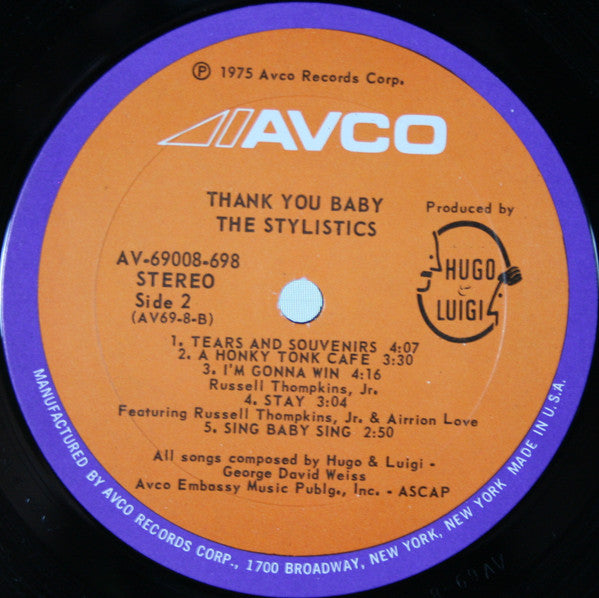 ℗ 1975 Avco Records Corp.
AVCO
THANK YOU BABY
THE STYLISTICS
Produced by
HUGO
&
LUIGI
AV-69008-698
STEREO
Side 2
(AV69-8-B)
1. TEARS AND SOUVENIRS 4:07
2. A HONKY TONK CAFE 3:30
3. I'M GONNA WIN 4:16
Russell Thompkins, Jr.
4. STAY 3:04
Featuring Russell Thompkins, Jr. & Airrion Love
5. SING BABY SING 2:50
All songs composed by Hugo & Luigi -
George David Weiss
Avco Embassy Music Publg., Inc. - ASCAP
MANUFACTURED BY AVCO RECORDS CORP., 1700 BROADWAY, NEW YORK, NEW YORK MADE IN U.S.A.